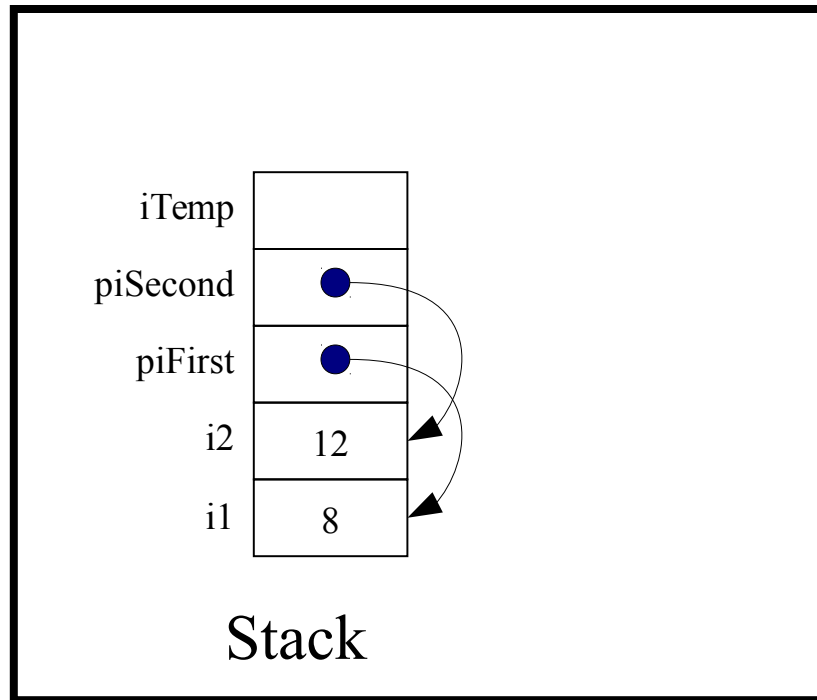 iTemp
piSecond
piFirst
i2 12
i1 8
Stack